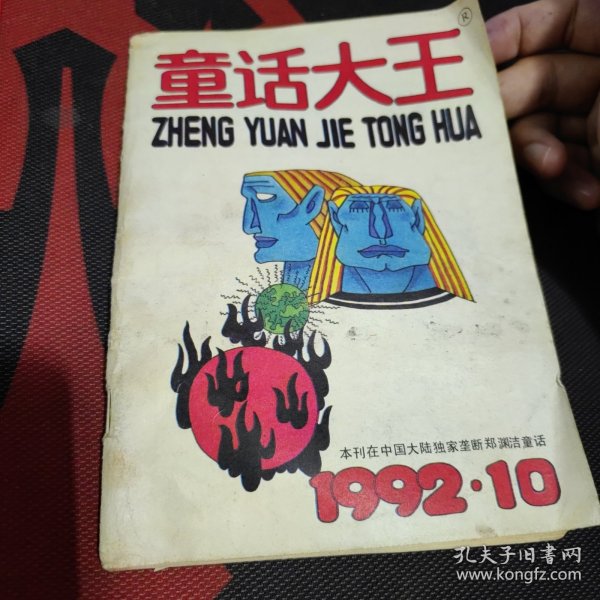 ®
童话大王
ZHENG YUAN JIE TONG HUA
本刊在中国大陆独家垄断郑渊洁童话
1992·10
孔夫子旧书网
www.kongfz.com